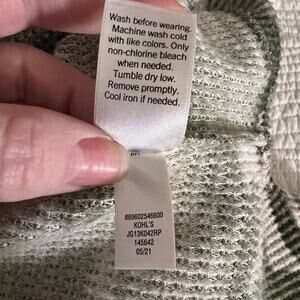 Wash before wearing.
Machine wash cold
with like colors. Only
non-chlorine bleach
when needed.
Tumble dry low.
Remove promptly.
Cool iron if needed.
889602546600
KOHL'S
JG13K042RP
145642
05/21